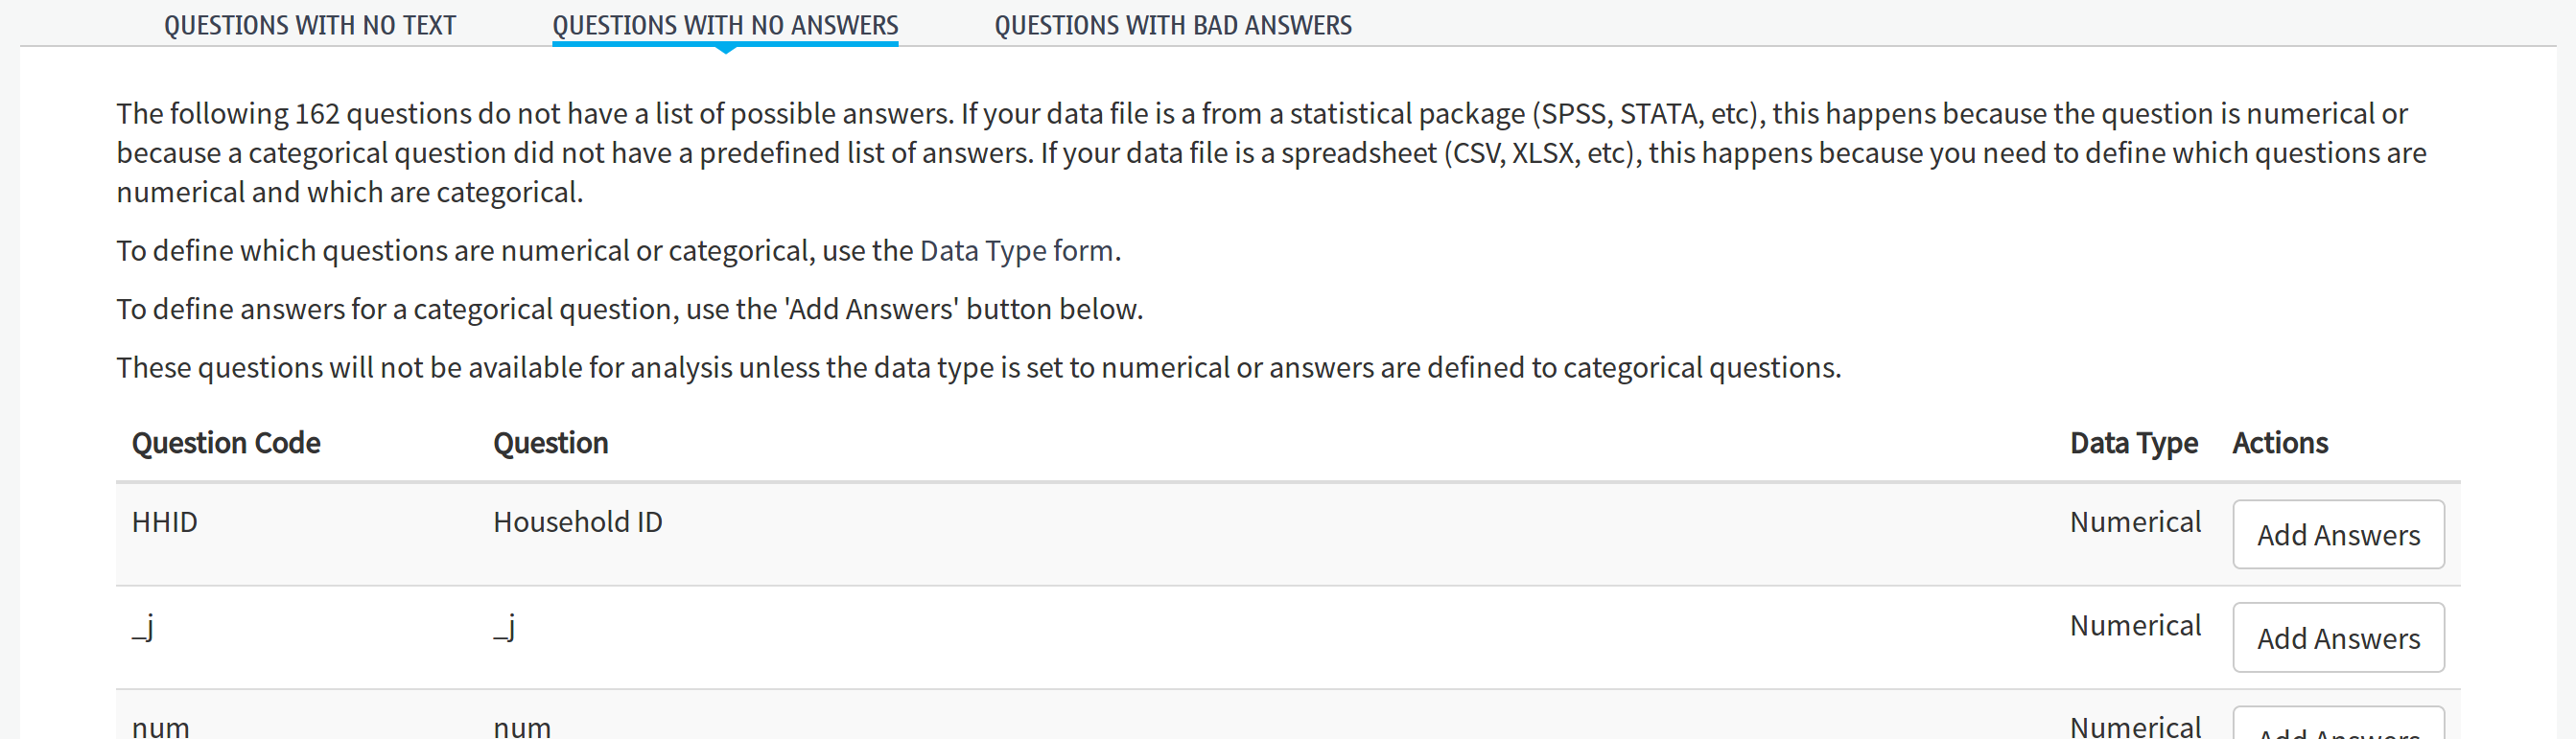 QUESTIONS WITH NO TEXT QUESTIONS WITH NO ANSWERS QUESTIONS WITH BAD ANSWERS
The following 162 questions do not have a list of possible answers. If your data file is a from a statistical package (SPSS, STATA, etc), this happens because the question is numerical or
because a categorical question did not have a predefined list of answers. If your data file is a spreadsheet (CSV, XLSX, etc), this happens because you need to define which questions are
numerical and which are categorical.
To define which questions are numerical or categorical, use the Data Type form.
To define answers for a categorical question, use the 'Add Answers' button below.
These questions will not be available for analysis unless the data type is set to numerical or answers are defined to categorical questions.
Question Code Question Data Type Actions
HHID Household ID Numerical Add Answers
_j _j Numerical Add Answers
num num Numerical Add Answers